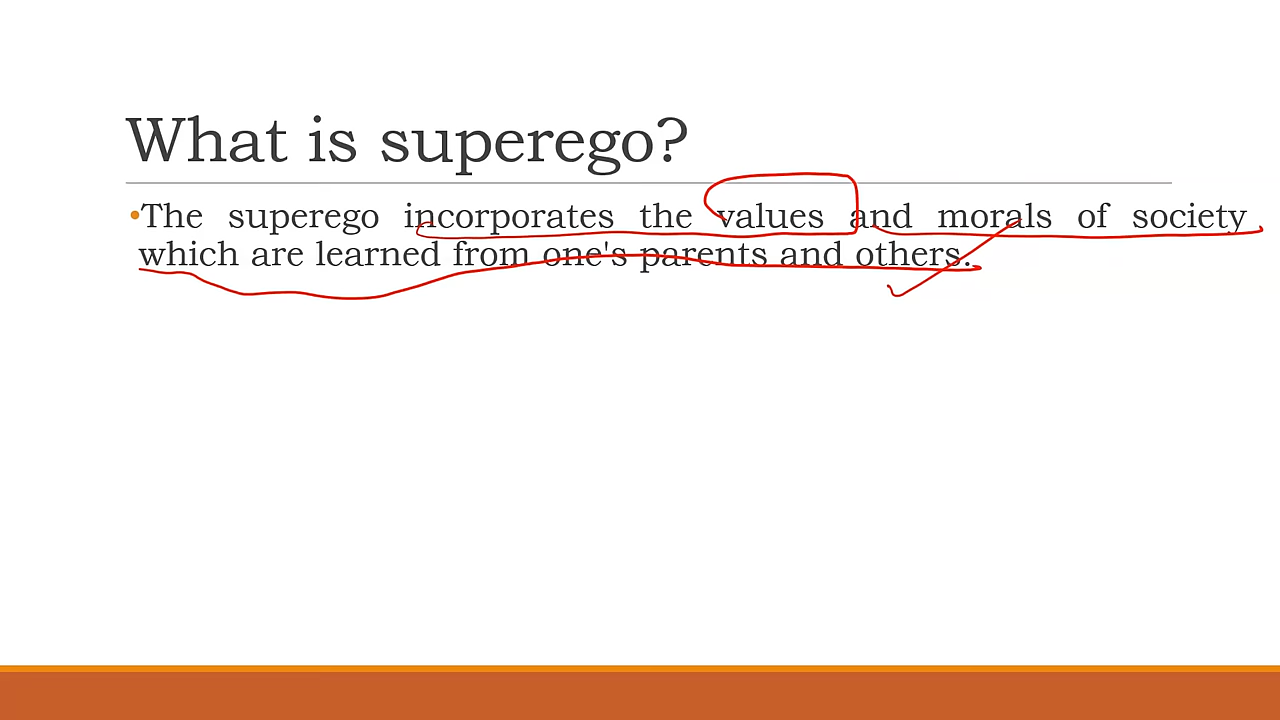 What is superego?
•The superego incorporates the values and morals of society
which are learned from one's parents and others.